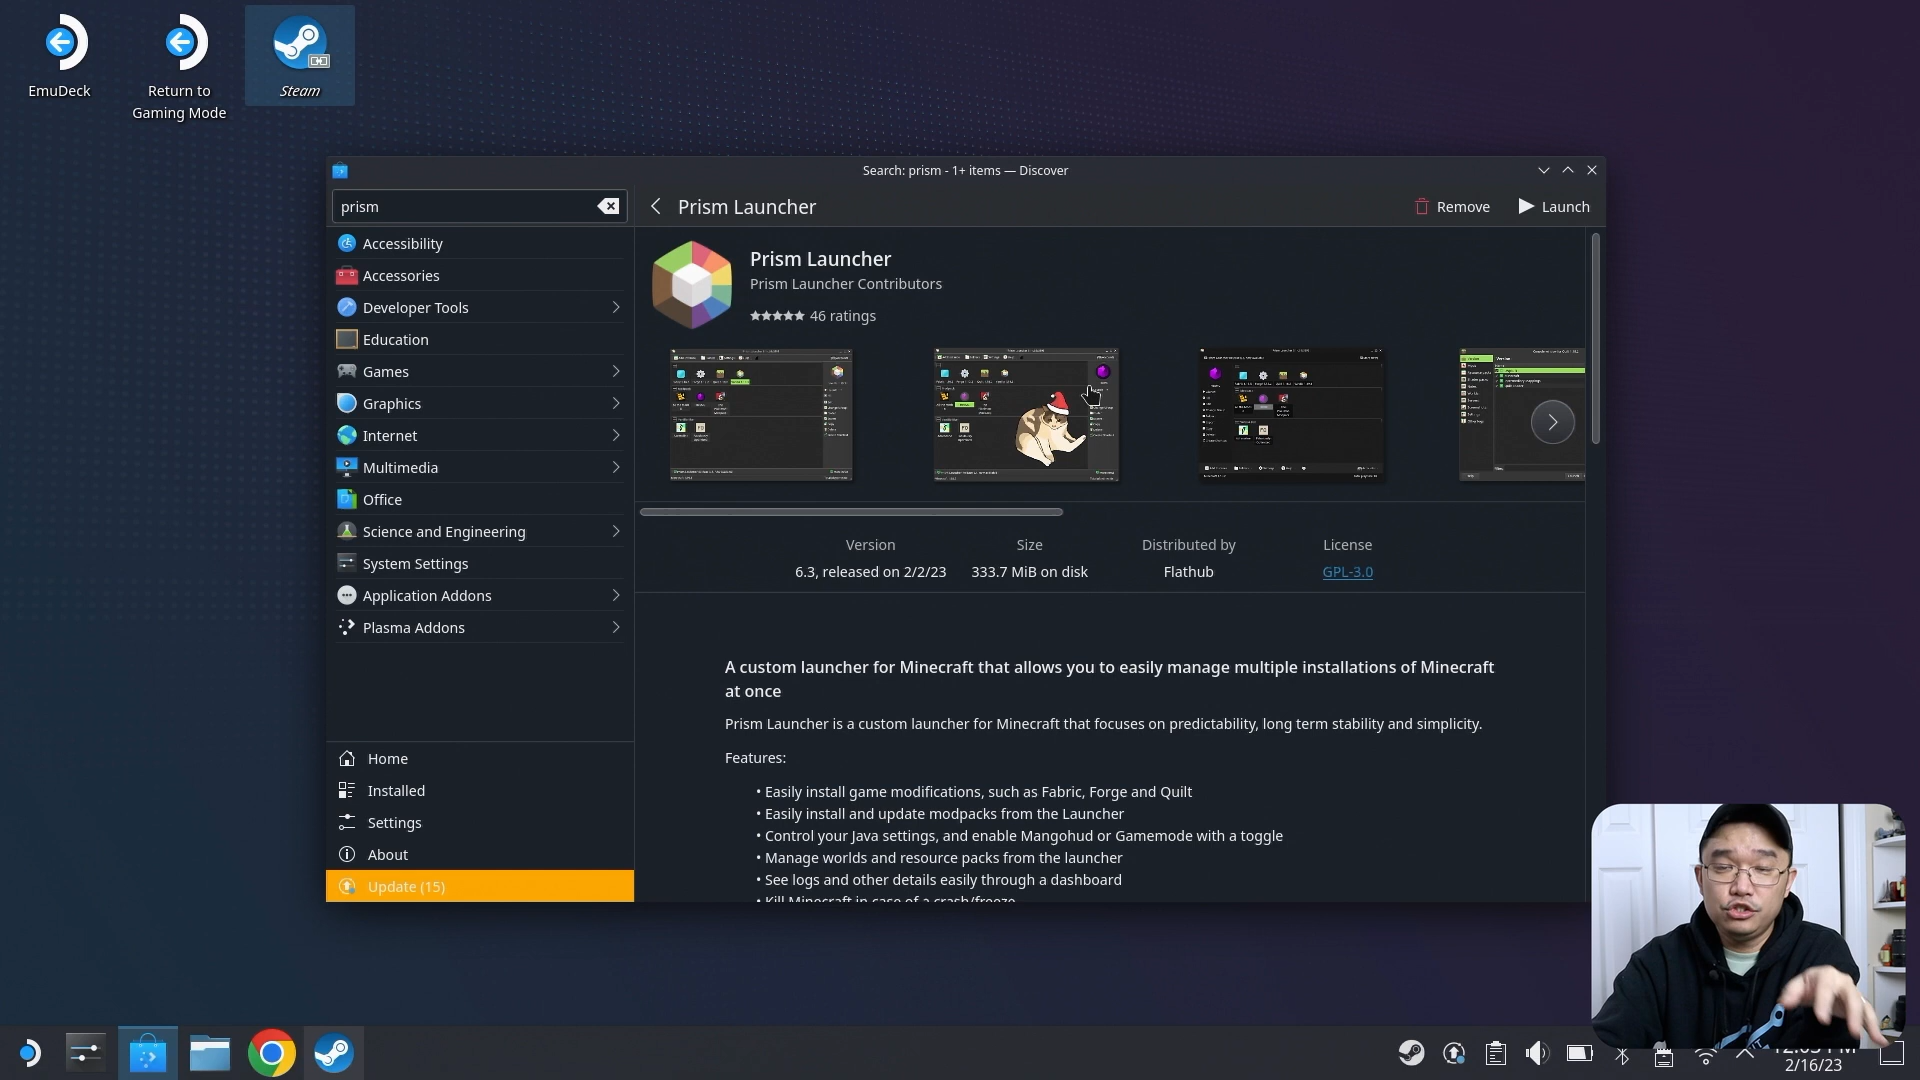 EmuDeck
Return to
Gaming Mode
Steam
Search: prism - 1+ items — Discover
prism
Prism Launcher
Remove
Launch
Accessibility
Accessories
Developer Tools
Education
Games
Graphics
Internet
Multimedia
Office
Science and Engineering
System Settings
Application Addons
Plasma Addons
Home
Installed
Settings
About
Update (15)
Prism Launcher
Prism Launcher Contributors
46 ratings
Version
Size
Distributed by
License
6.3, released on 2/2/23
333.7 MiB on disk
Flathub
GPL-3.0
A custom launcher for Minecraft that allows you to easily manage multiple installations of Minecraft
at once
Prism Launcher is a custom launcher for Minecraft that focuses on predictability, long term stability and simplicity.
Features:
• Easily install game modifications, such as Fabric, Forge and Quilt
• Easily install and update modpacks from the Launcher
• Control your Java settings, and enable Mangohud or Gamemode with a toggle
• Manage worlds and resource packs from the launcher
• See logs and other details easily through a dashboard
• Kill Minecraft in case of a crash/freeze
2/16/23